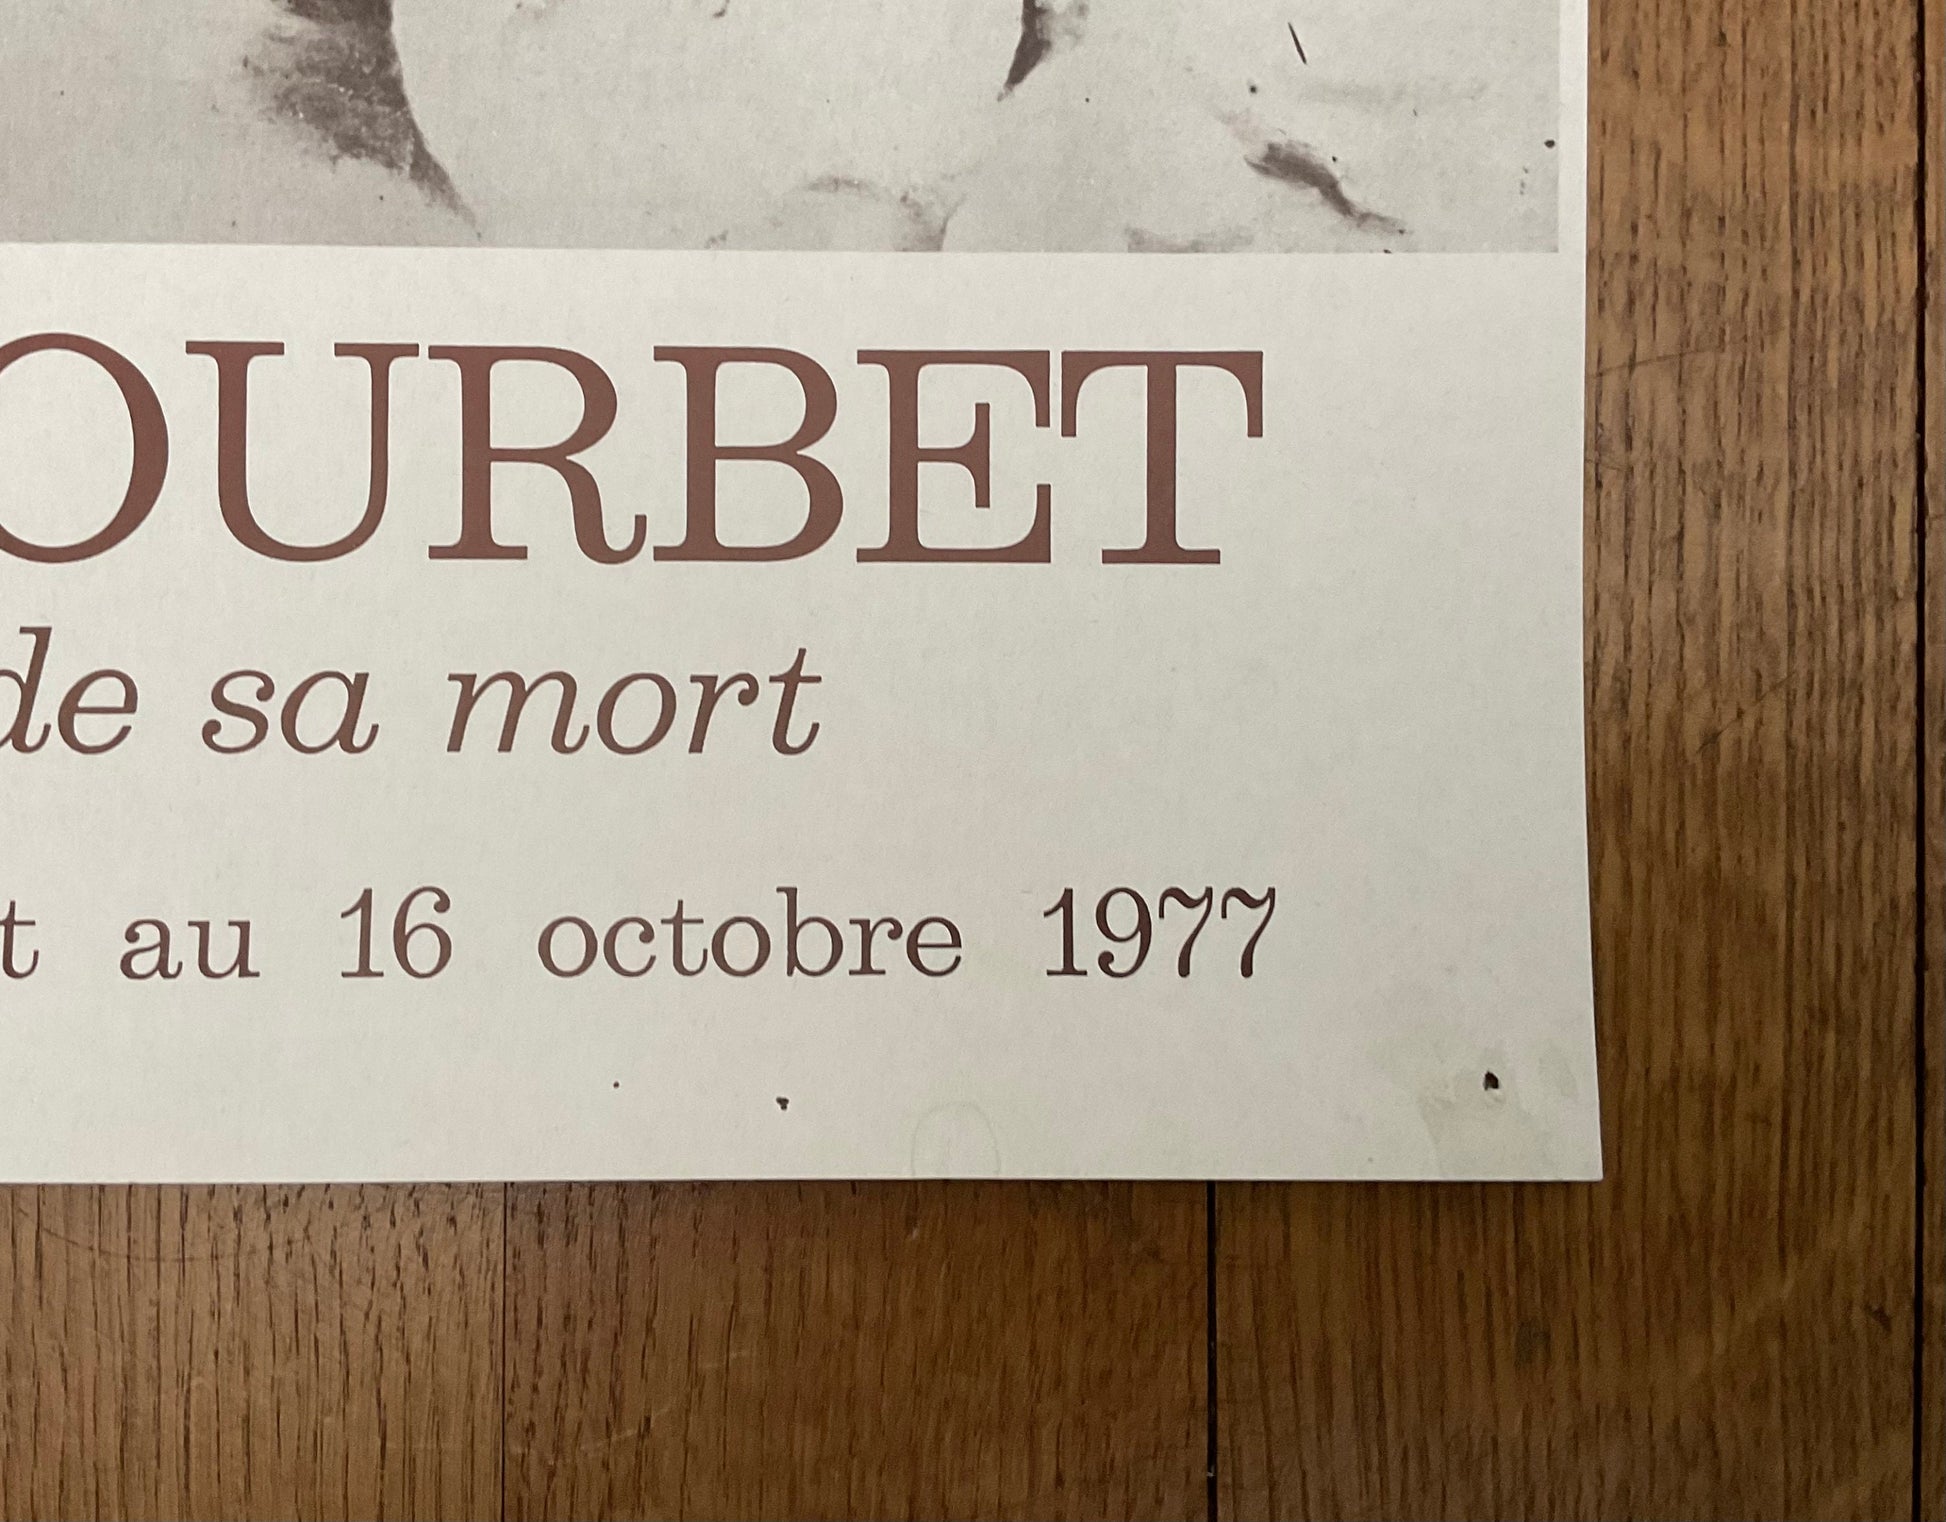 OURBET
de sa mort
t au 16 octobre 1977